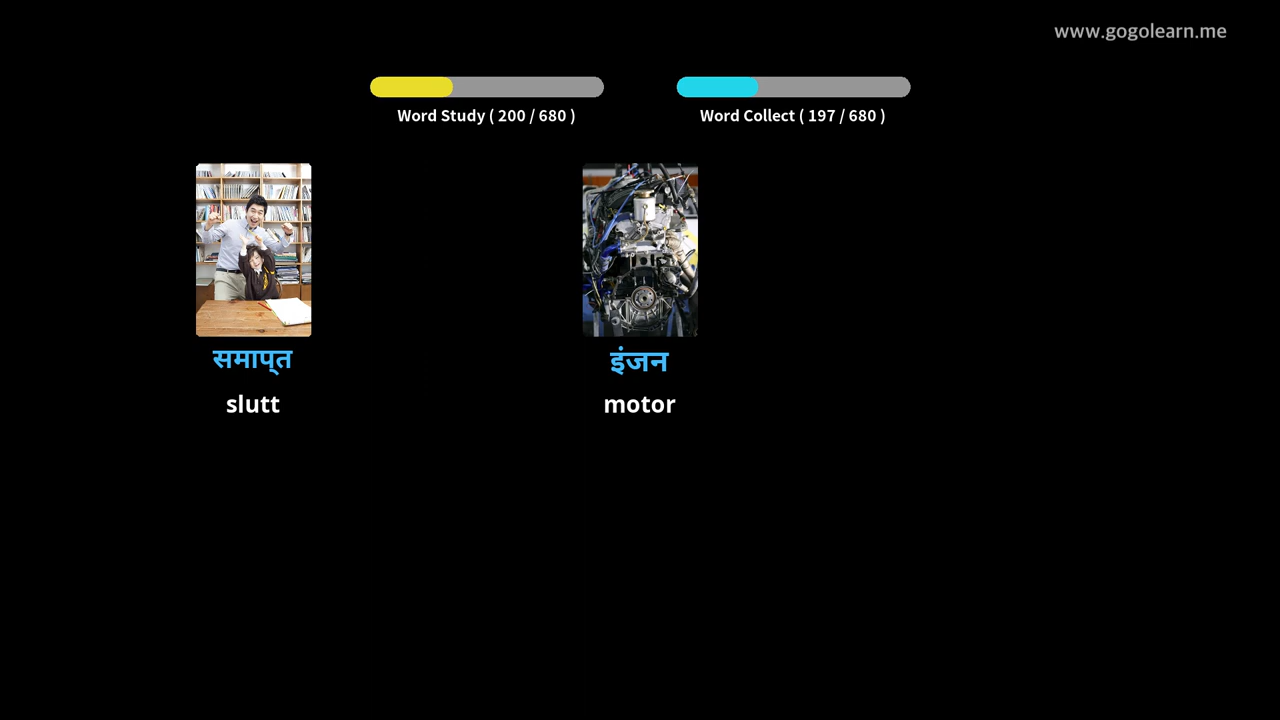 www.gogolearn.me
Word Study ( 200 / 680 )
Word Collect ( 197 / 680 )
समाप्त
इंजन
slutt
motor